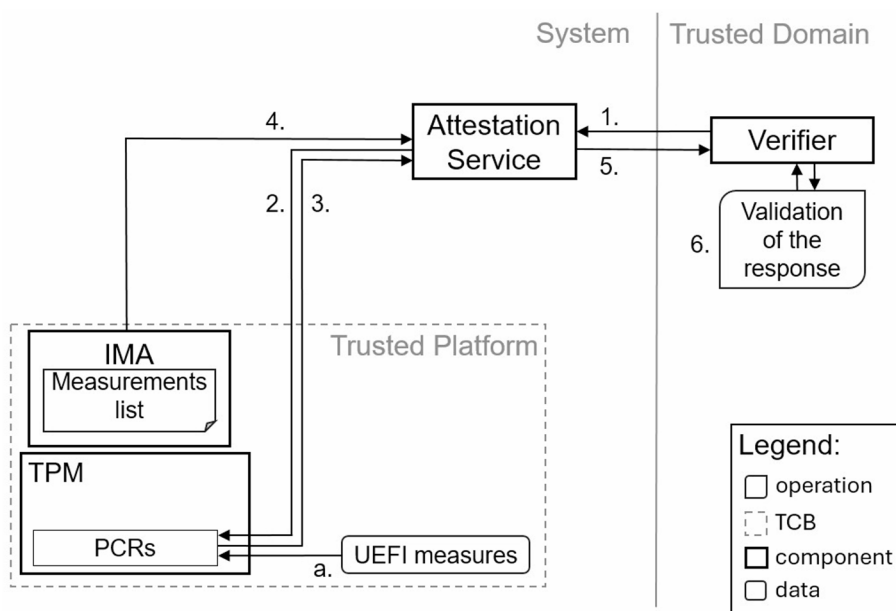 System
Trusted Domain
4.
Attestation
Service
1.
5.
Verifier
2.
3.
6.
Validation
of the
response
Trusted Platform
IMA
Measurements
list
TPM
PCRs
a.
UEFI measures
Legend:
operation
TCB
component
data